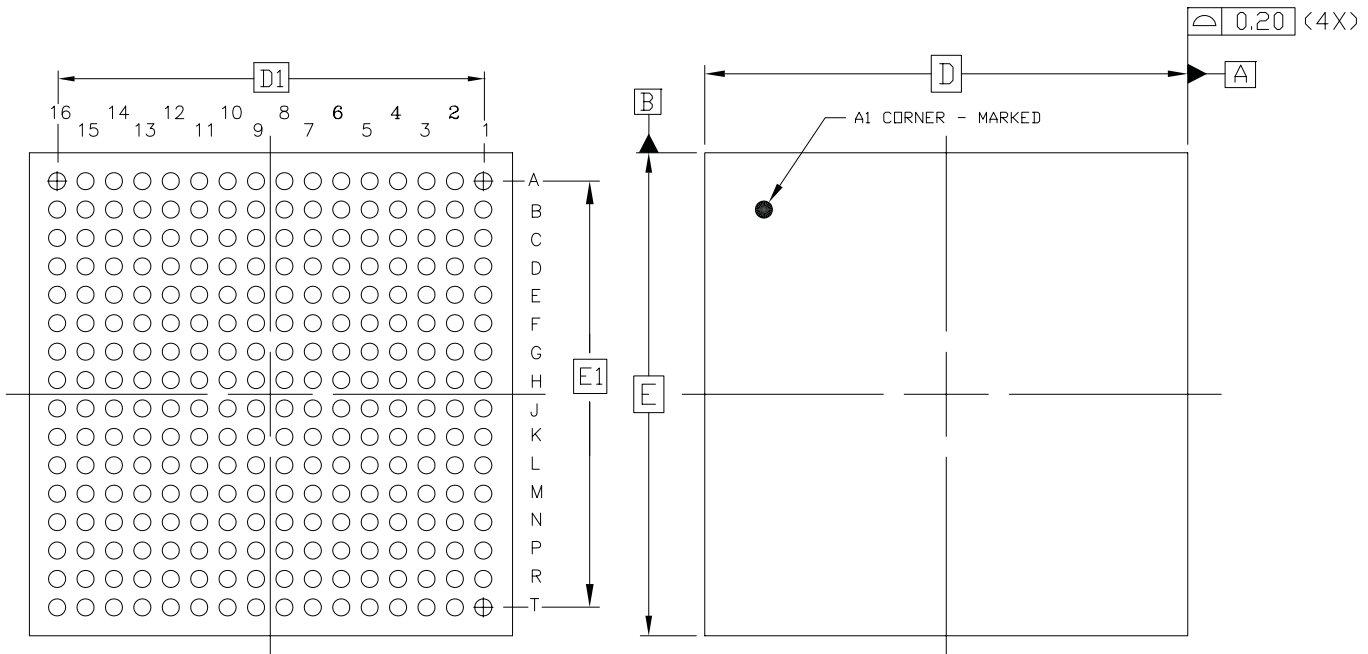 0.20 (4X)
D1
D
A
16 14 12 10 8 6 4 2
15 13 11 9 7 5 3 1
B
A1 CORNER - MARKED
A
B
C
D
E
F
G
H
J
K
L
M
N
P
R
T
E1
E